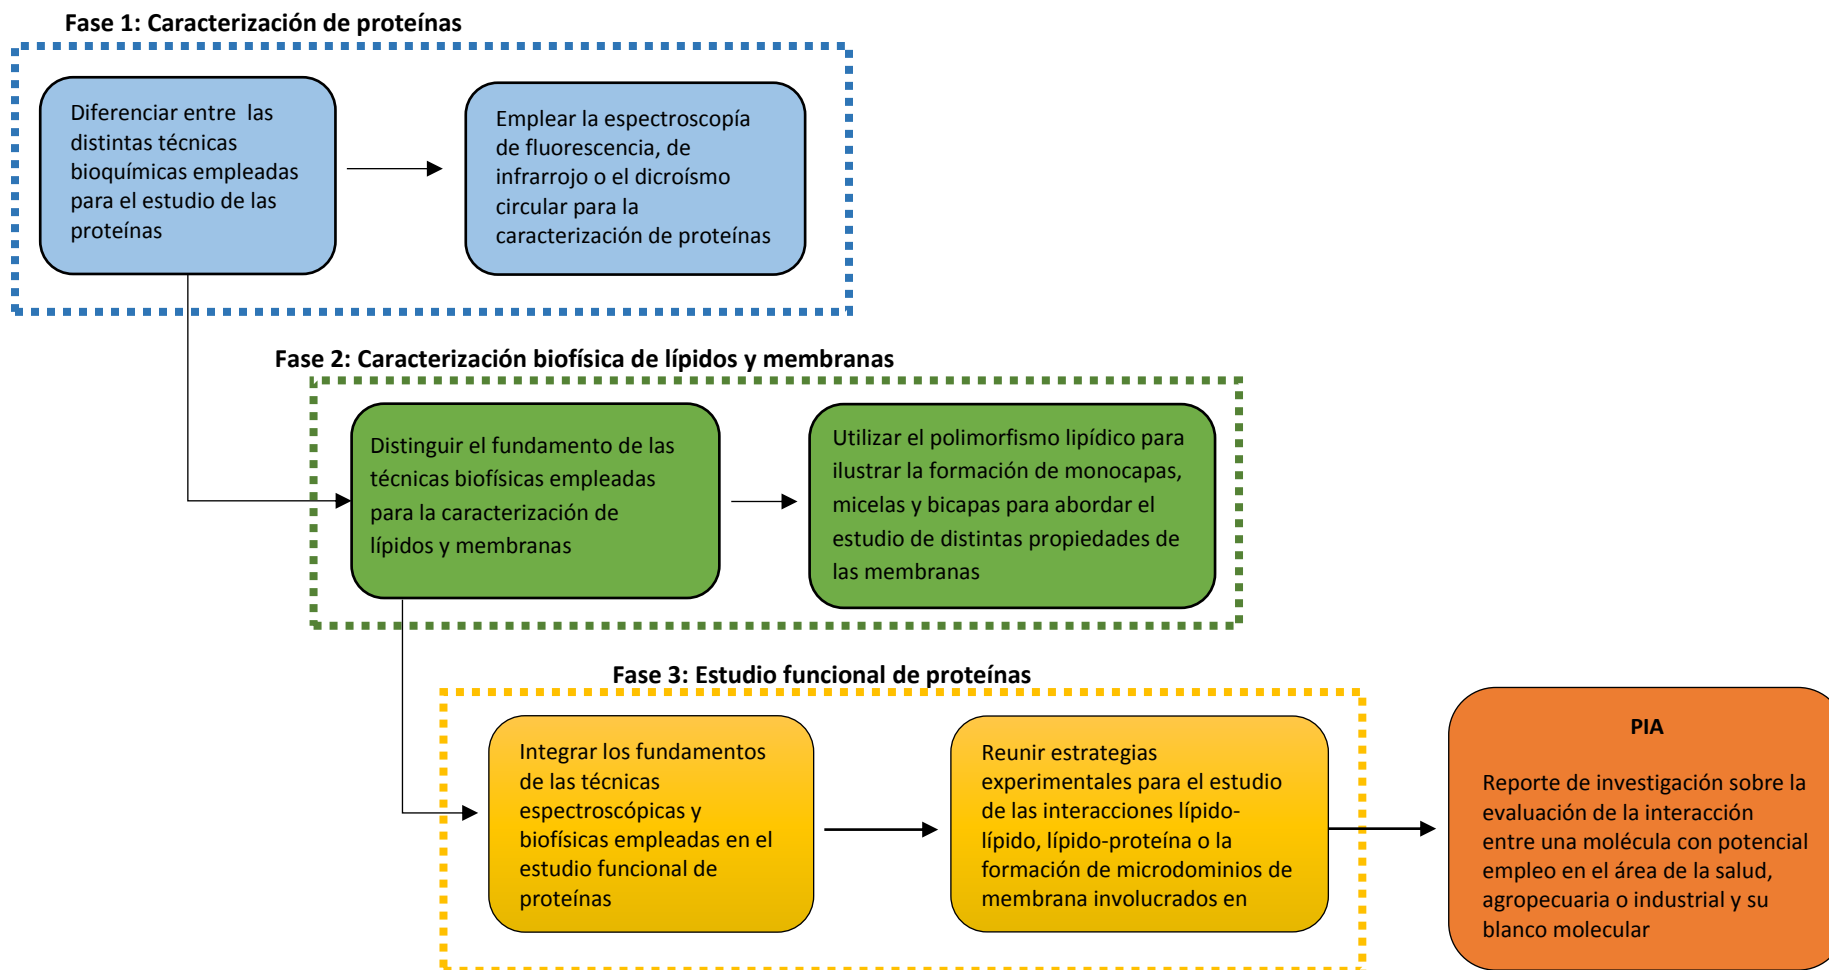 Fase 1: Caracterización de proteínas
Diferenciar entre  las
distintas técnicas
bioquímicas empleadas
para el estudio de las
proteínas
Emplear la espectroscopía
de fluorescencia, de
infrarrojo o el dicroísmo
circular para la
caracterización de proteínas
Fase 2: Caracterización biofísica de lípidos y membranas
Distinguir el fundamento de las
técnicas biofísicas empleadas
para la caracterización de
lípidos y membranas
Utilizar el polimorfismo lipídico para
ilustrar la formación de monocapas,
micelas y bicapas para abordar el
estudio de distintas propiedades de
las membranas
Fase 3: Estudio funcional de proteínas
Integrar los fundamentos
de las técnicas
espectroscópicas y
biofísicas empleadas en el
estudio funcional de
proteínas
Reunir estrategias
experimentales para el estudio
de las interacciones lípido-
lípido, lípido-proteína o la
formación de microdominios de
membrana involucrados en
PIA
Reporte de investigación sobre la
evaluación de la interacción
entre una molécula con potencial
empleo en el área de la salud,
agropecuaria o industrial y su
blanco molecular